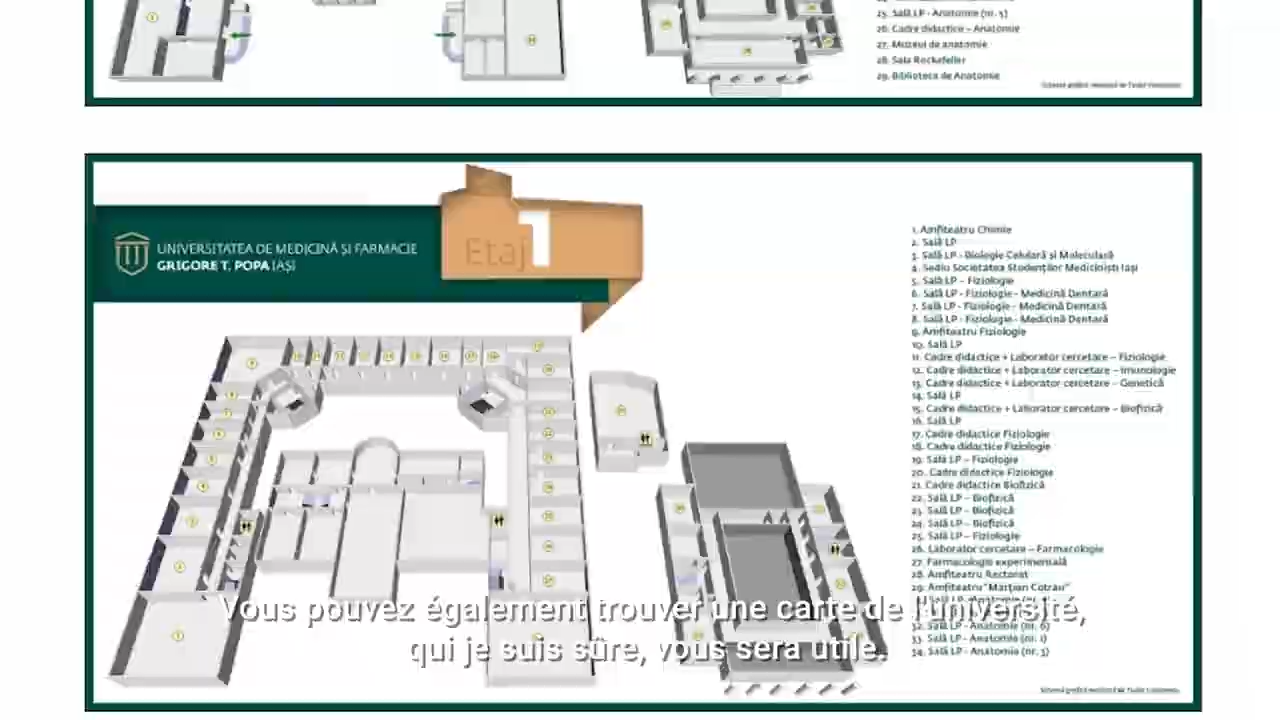 25. Sală LP - Anatomie (nr. 5)
26. Cadre didactice – Anatomie
27. Muzeul de anatomie
28. Sala Rockefeller
29. Biblioteca de Anatomie
UNIVERSITATEA DE MEDICINĂ ȘI FARMACIE
GRIGORE T. POPA IAȘI
Etaj 1
1. Amfiteatru Chimie
2. Sală LP
3. Sală LP - Biologie Celulară și Moleculară
4. Sediu Societatea Studenților Mediciniști Iași
5. Sală LP – Fiziologie
6. Sală LP - Fiziologie - Medicină Dentară
7. Sală LP - Fiziologie - Medicină Dentară
8. Sală LP - Fiziologie - Medicină Dentară
9. Amfiteatru Fiziologie
10. Sală LP
11. Cadre didactice + Laborator cercetare – Fiziologie
12. Cadre didactice + Laborator cercetare – Imunologie
13. Cadre didactice + Laborator cercetare – Genetică
14. Sală LP
15. Cadre didactice + Laborator cercetare – Biofizică
16. Sală LP
17. Cadre didactice Fiziologie
18. Cadre didactice Fiziologie
19. Sală LP – Fiziologie
20. Cadre didactice Fiziologie
21. Cadre didactice Biofizică
22. Sală LP – Biofizică
23. Sală LP – Biofizică
24. Sală LP – Biofizică
25. Sală LP – Fiziologie
26. Laborator cercetare – Farmacologie
27. Farmacologie experimentală
28. Amfiteatru Rectorat
29. Amfiteatru "Marțian Cotrău"
32. Sală LP - Anatomie (nr. 6)
33. Sală LP - Anatomie (nr. 1)
34. Sală LP - Anatomie (nr. 3)
Vous pouvez également trouver une carte de l'université,
qui je suis sûre, vous sera utile.